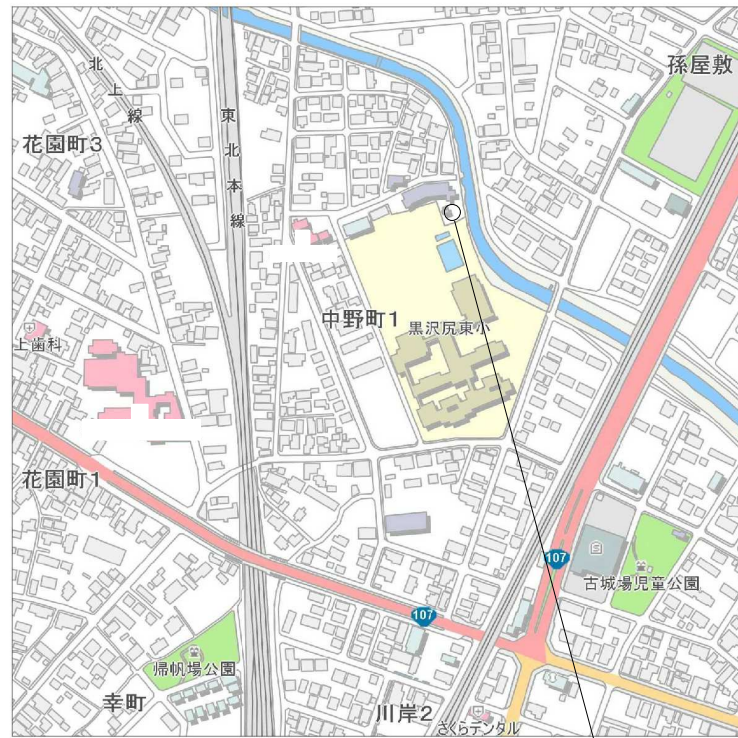 孫屋敷
北上線
東北本線
花園町3
中野町1
黒沢尻東小
上歯科
花園町1
107
古城場児童公園
107
帰帆場公園
幸町
川岸2
さくらデンタル